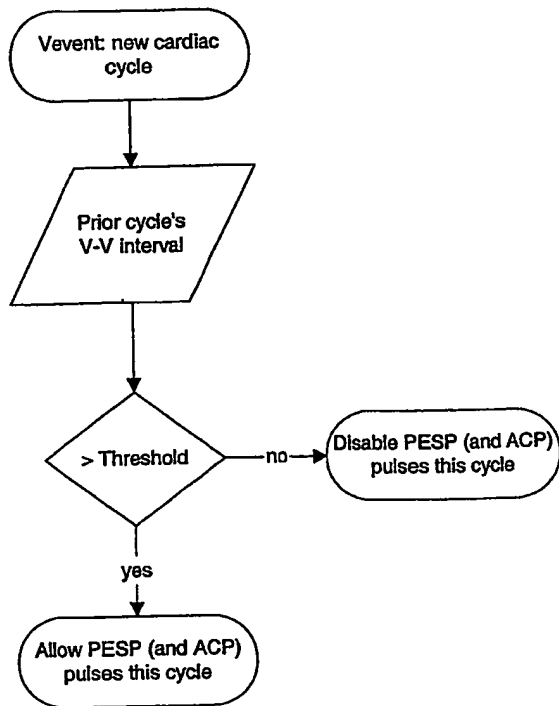 Vevent: new cardiac
cycle
Prior cycle's
V-V interval
> Threshold
no
Disable PESP (and ACP)
pulses this cycle
yes
Allow PESP (and ACP)
pulses this cycle